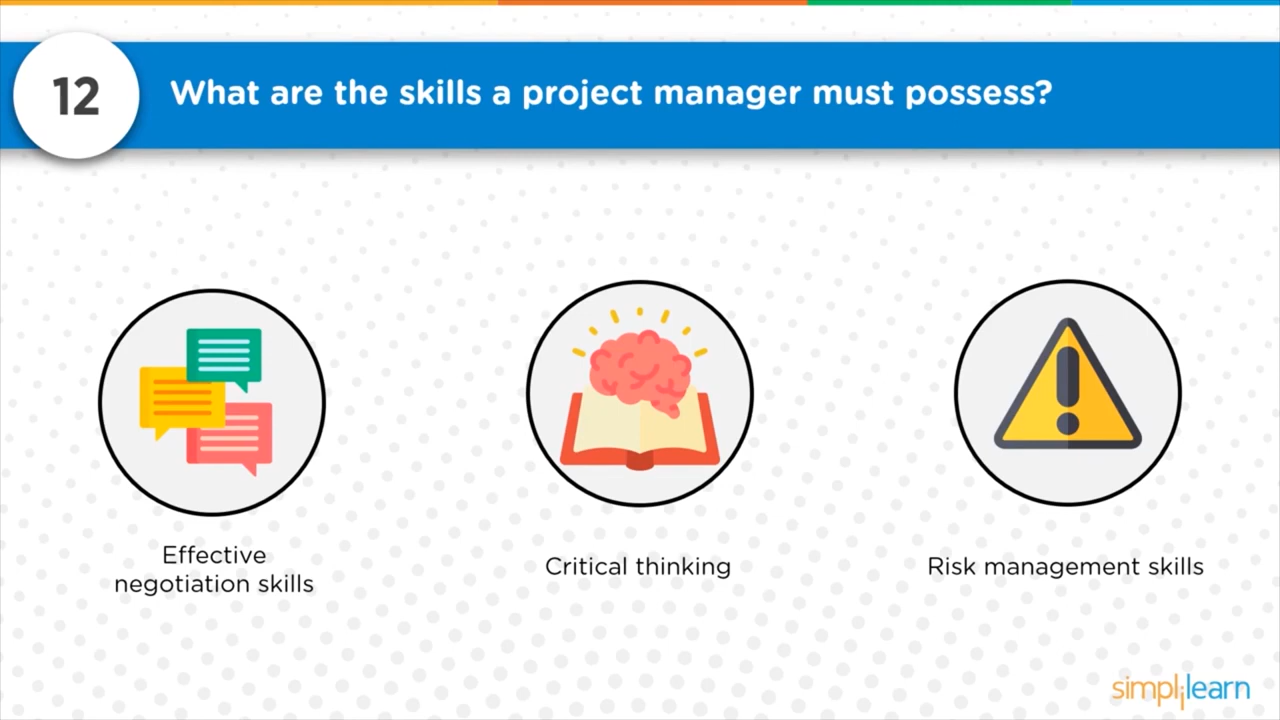 12
What are the skills a project manager must possess?
Effective
negotiation skills
Critical thinking
Risk management skills
simplilearn